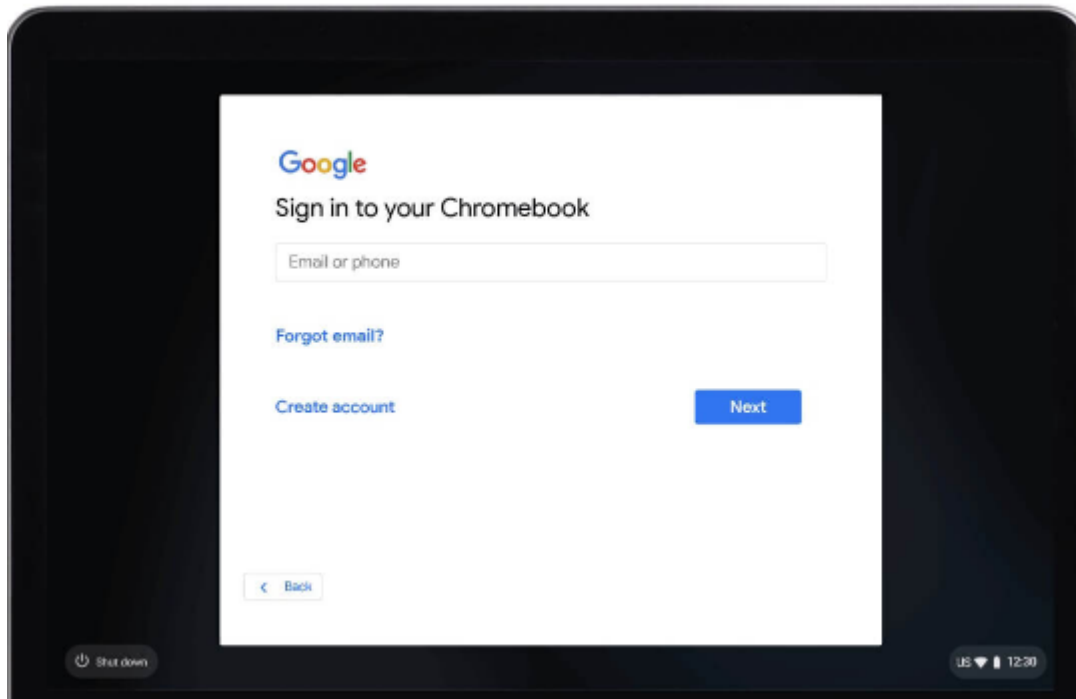 Google
Sign in to your Chromebook
Email or phone
Forgot email?
Create account
Next
Back
Shut down
US 12:30